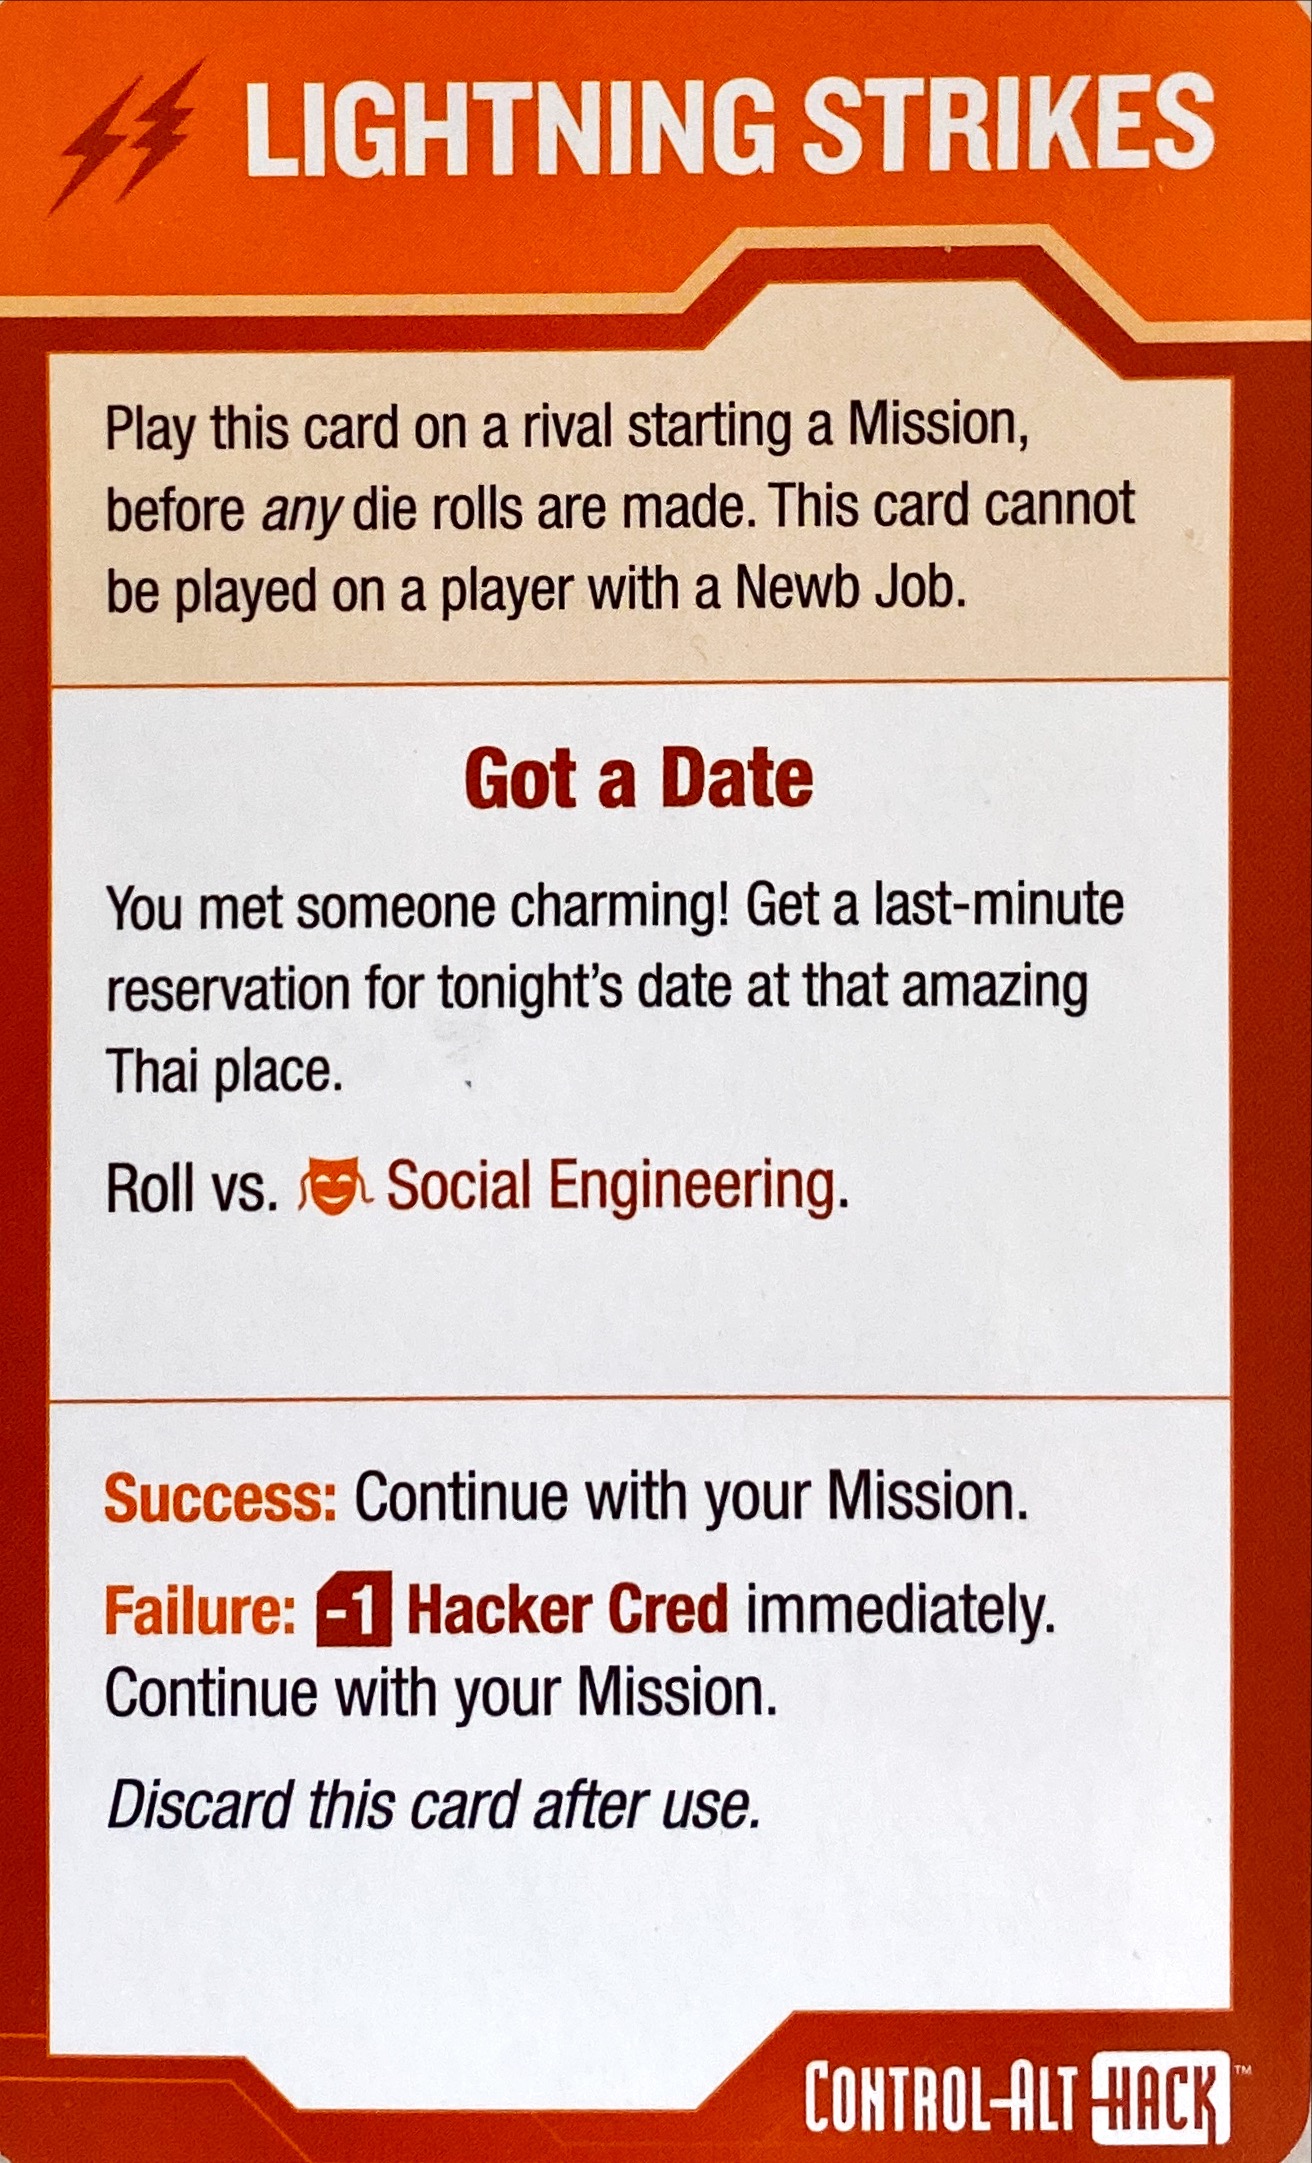 LIGHTNING STRIKES
Play this card on a rival starting a Mission,
before any die rolls are made. This card cannot
be played on a player with a Newb Job.
Got a Date
You met someone charming! Get a last-minute
reservation for tonight's date at that amazing
Thai place.
Roll vs. Social Engineering.
Success: Continue with your Mission.
Failure: -1 Hacker Cred immediately.
Continue with your Mission.
Discard this card after use.
CONTROL-ALT-HACK™